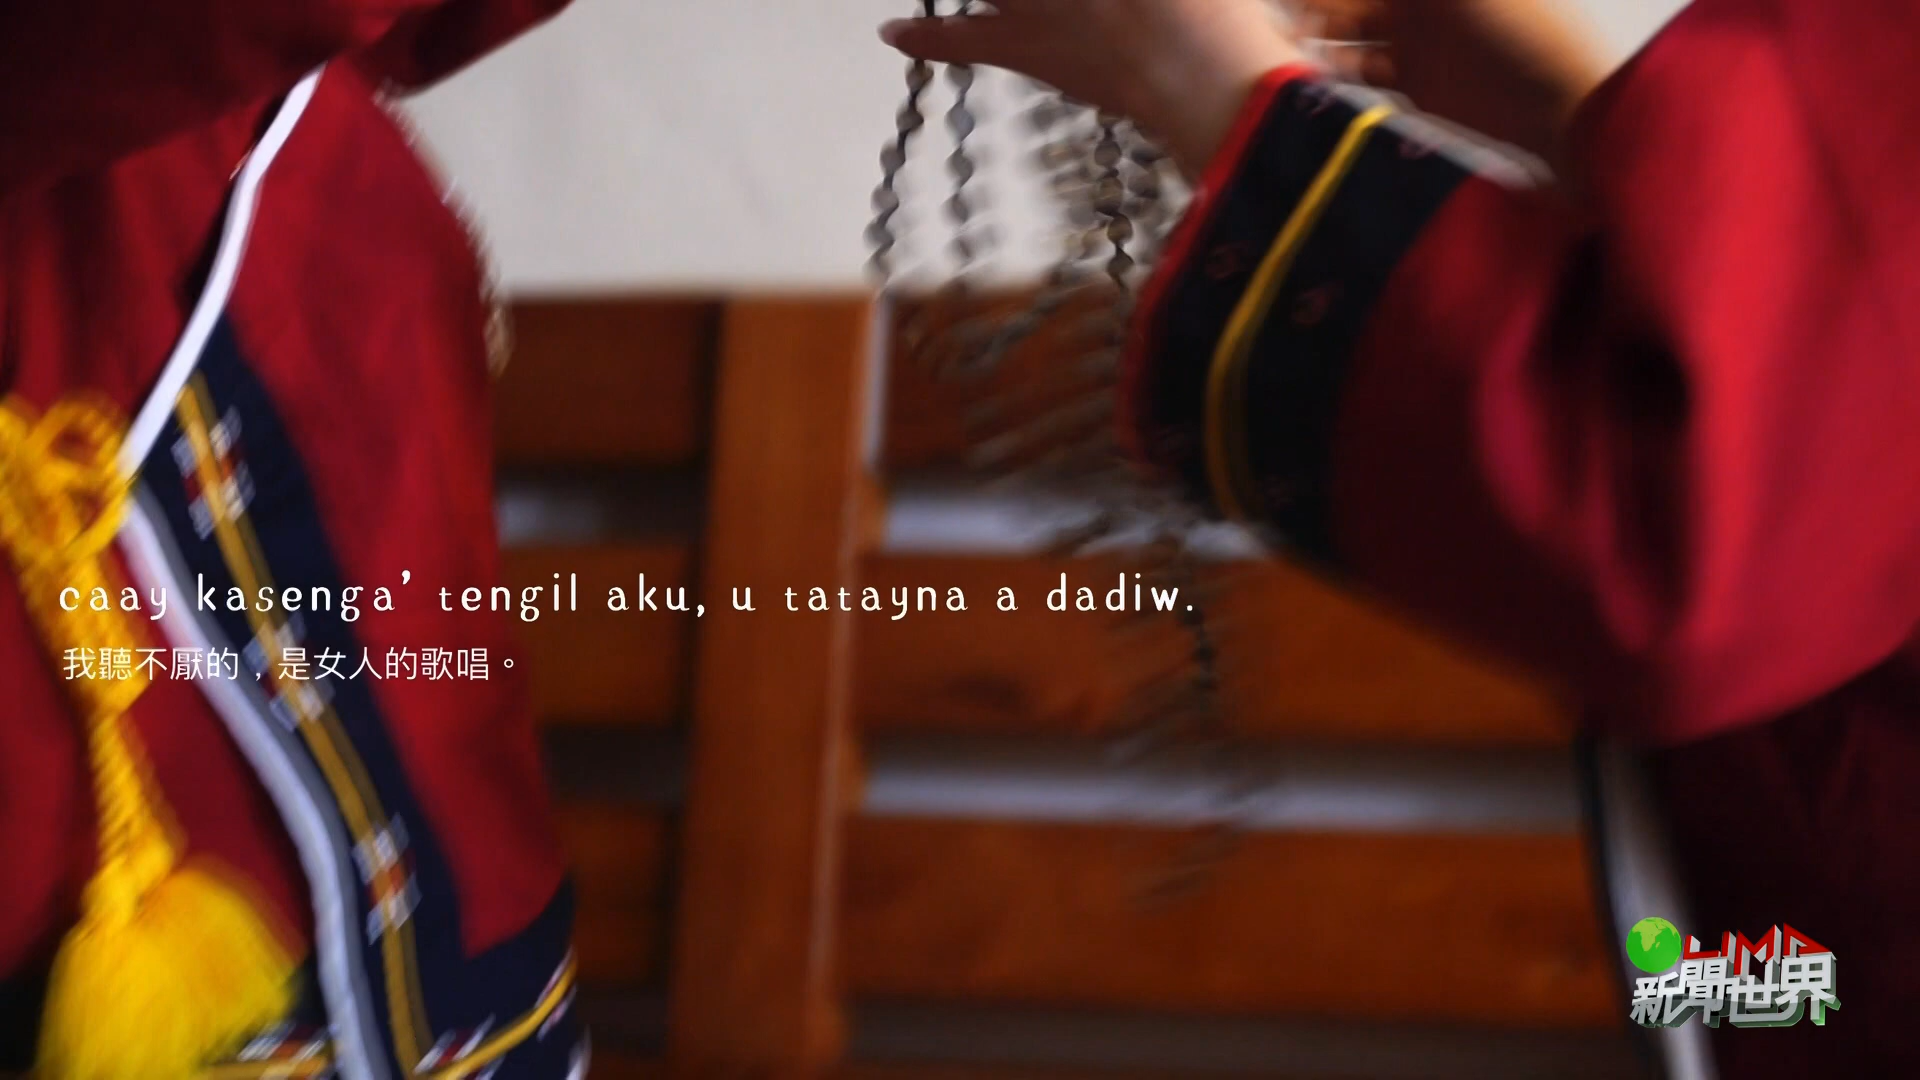 caay kasenga’ tengil aku, u tatayna a dadiw.
我聽不厭的，是女人的歌唱。
LIMA
新聞世界